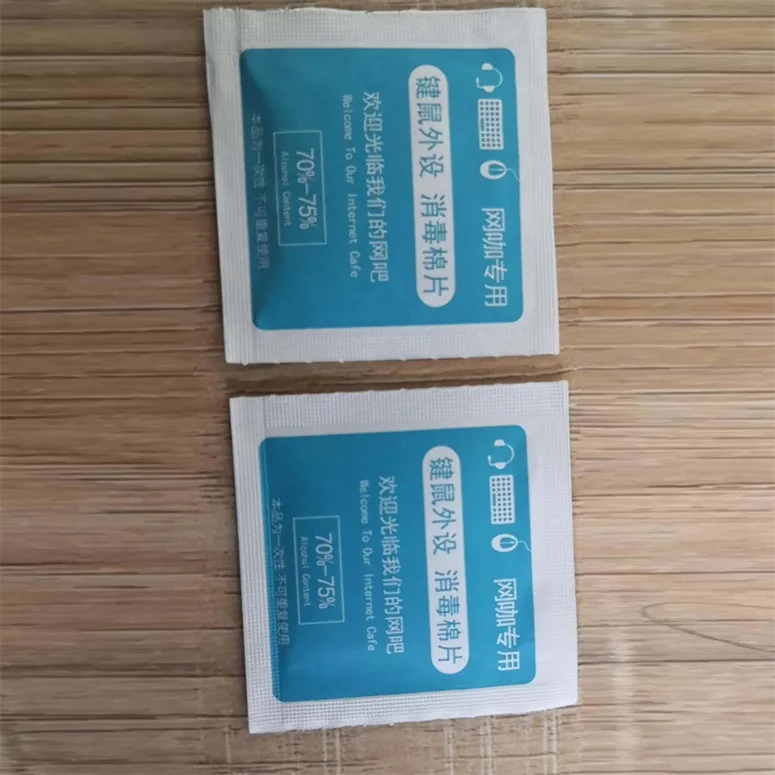 网咖专用
键鼠外设 消毒棉片
欢迎光临我们的网吧
Welcome To Our Internet Cafe
70%-75%
Alcohol Content
本品为一次性 不可重复使用
网咖专用
键鼠外设 消毒棉片
欢迎光临我们的网吧
Welcome To Our Internet Cafe
70%-75%
Alcohol Content
本品为一次性 不可重复使用